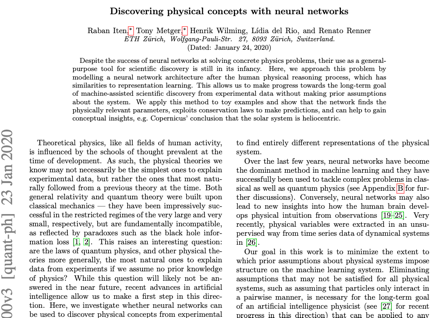 Discovering physical concepts with neural networks
Raban Iten,* Tony Metger,* Henrik Wilming, Lídia del Rio, and Renato Renner
ETH Zürich, Wolfgang-Pauli-Str. 27, 8093 Zürich, Switzerland.
(Dated: January 24, 2020)
Despite the success of neural networks at solving concrete physics problems, their use as a general-
purpose tool for scientific discovery is still in its infancy. Here, we approach this problem by
modelling a neural network architecture after the human physical reasoning process, which has
similarities to representation learning. This allows us to make progress towards the long-term goal
of machine-assisted scientific discovery from experimental data without making prior assumptions
about the system. We apply this method to toy examples and show that the network finds the
physically relevant parameters, exploits conservation laws to make predictions, and can help to
gain conceptual insights, e.g. Copernicus' conclusion that the solar system is heliocentric.
Theoretical physics, like all fields of human activity,
is influenced by the schools of thought prevalent at the
time of development. As such, the physical theories we
know may not necessarily be the simplest ones to explain
experimental data, but rather the ones that most natu-
rally followed from a previous theory at the time. Both
general relativity and quantum theory were built upon
classical mechanics — they have been impressively suc-
cessful in the restricted regimes of the very large and very
small, respectively, but are fundamentally incompatible,
as reflected by paradoxes such as the black hole infor-
mation loss [1, 2]. This raises an interesting question:
are the laws of quantum physics, and other physical the-
ories more generally, the most natural ones to explain
data from experiments if we assume no prior knowledge
of physics? While this question will likely not be an-
swered in the near future, recent advances in artificial
intelligence allow us to make a first step in this direc-
tion. Here, we investigate whether neural networks can
be used to discover physical concepts from experimental
to find entirely different representations of the physical
system.
Over the last few years, neural networks have become
the dominant method in machine learning and they have
successfully been used to tackle complex problems in clas-
sical as well as quantum physics (see Appendix B for fur-
ther discussions). Conversely, neural networks may also
lead to new insights into how the human brain devel-
ops physical intuition from observations [19–25]. Very
recently, physical variables were extracted in an unsu-
pervised way from time series data of dynamical systems
in [26].
Our goal in this work is to minimize the extent to
which prior assumptions about physical systems impose
structure on the machine learning system. Eliminating
assumptions that may not be satisfied for all physical
systems, such as assuming that particles only interact in
a pairwise manner, is necessary for the long-term goal
of an artificial intelligence physicist (see [27] for recent
progress in this direction) that can be applied to
00v3 [quant-ph] 23 Jan 2020